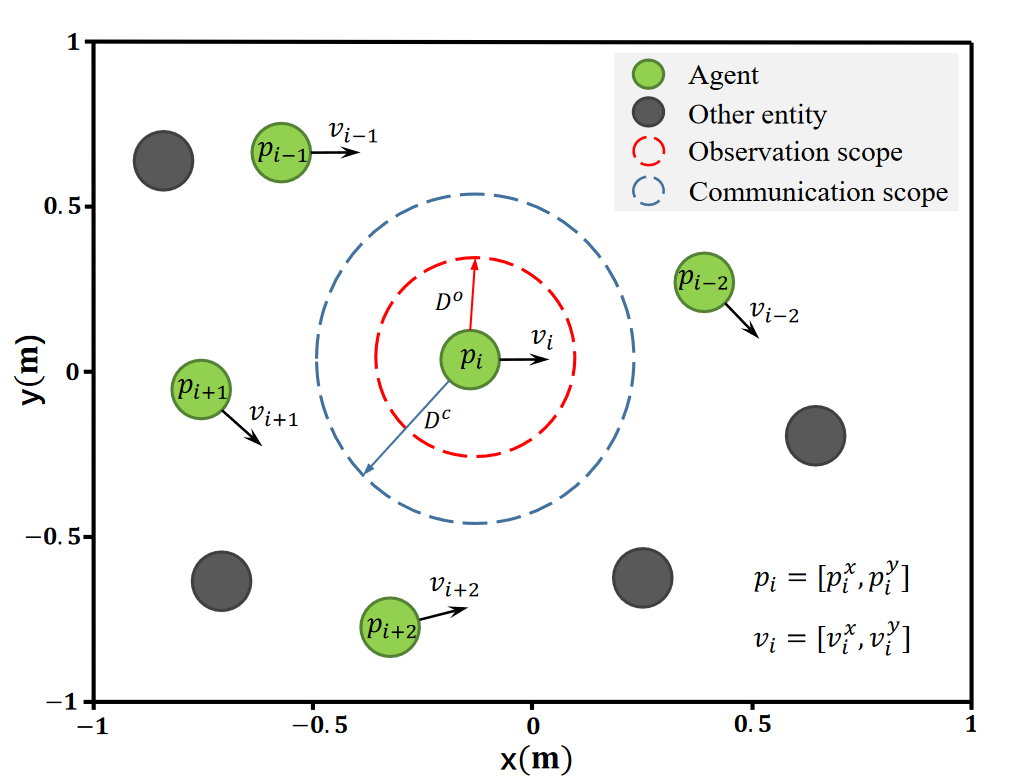 1
0.5
0
−0.5
−1
y(m)
−1
−0.5
0
0.5
1
x(m)
Agent
Other entity
Observation scope
Communication scope
p_{i−1}
v_{i−1}
p_{i−2}
v_{i−2}
D^o
p_i
v_i
D^c
p_{i+1}
v_{i+1}
p_{i+2}
v_{i+2}
p_i = [p_i^x, p_i^y]
v_i = [v_i^x, v_i^y]